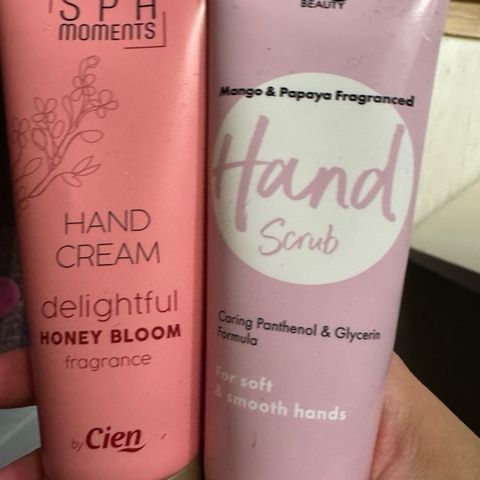 SPH
MOMENTS
HAND
CREAM
delightful
HONEY BLOOM
fragrance
by Cien
BEAUTY
Mango & Papaya Fragranced
Hand
Scrub
Caring Panthenol & Glycerin
Formula
For soft
& smooth hands